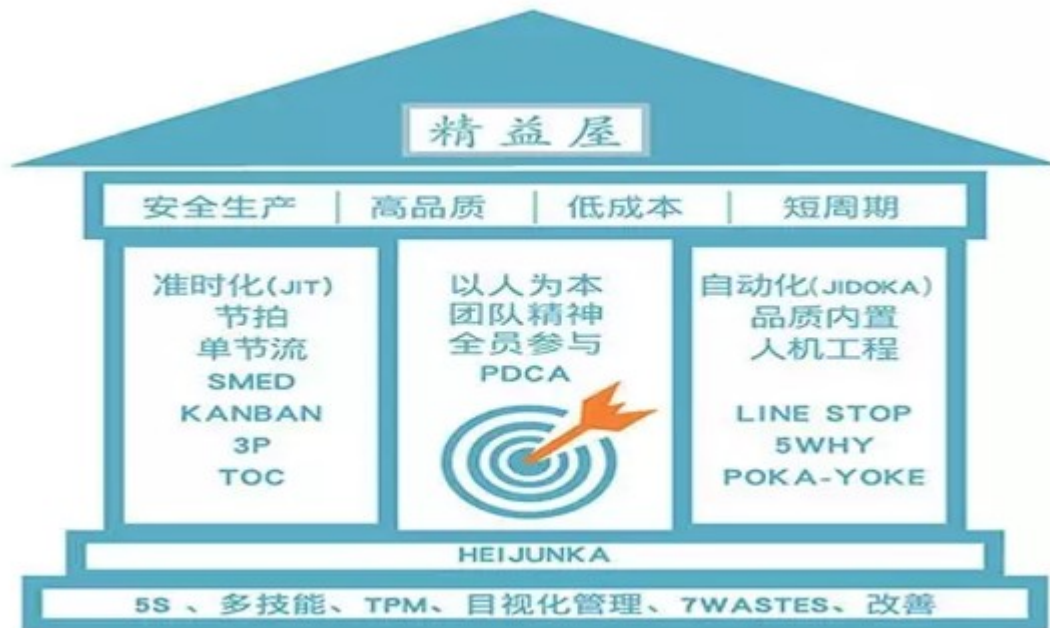 精益屋
安全生产 | 高品质 | 低成本 | 短周期
准时化(JIT)
节拍
单节流
SMED
KANBAN
3P
TOC
以人为本
团队精神
全员参与
PDCA
自动化(JIDOKA)
品质内置
人机工程
LINE STOP
5WHY
POKA-YOKE
HEIJUNKA
5S、多技能、TPM、目视化管理、7WASTES、改善